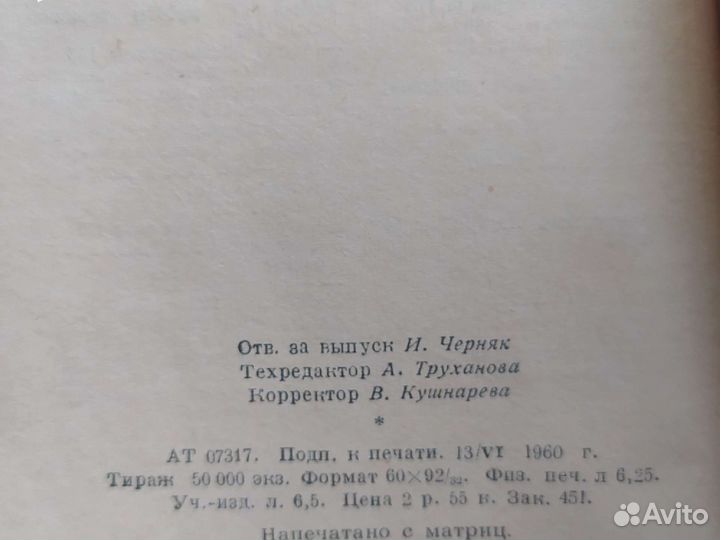 Отв. за выпуск И. Черняк
Техредактор А. Труханова
Корректор В. Кушнарева
*
АТ 07317. Подп. к печати. 13/VI 1960 г.
Тираж 50 000 экз. Формат 60×92/32. Физ. печ. л 6,25.
Уч.-изд. л. 6,5. Цена 2 р. 55 к. Зак. 451.
Напечатано с матриц.
Avito